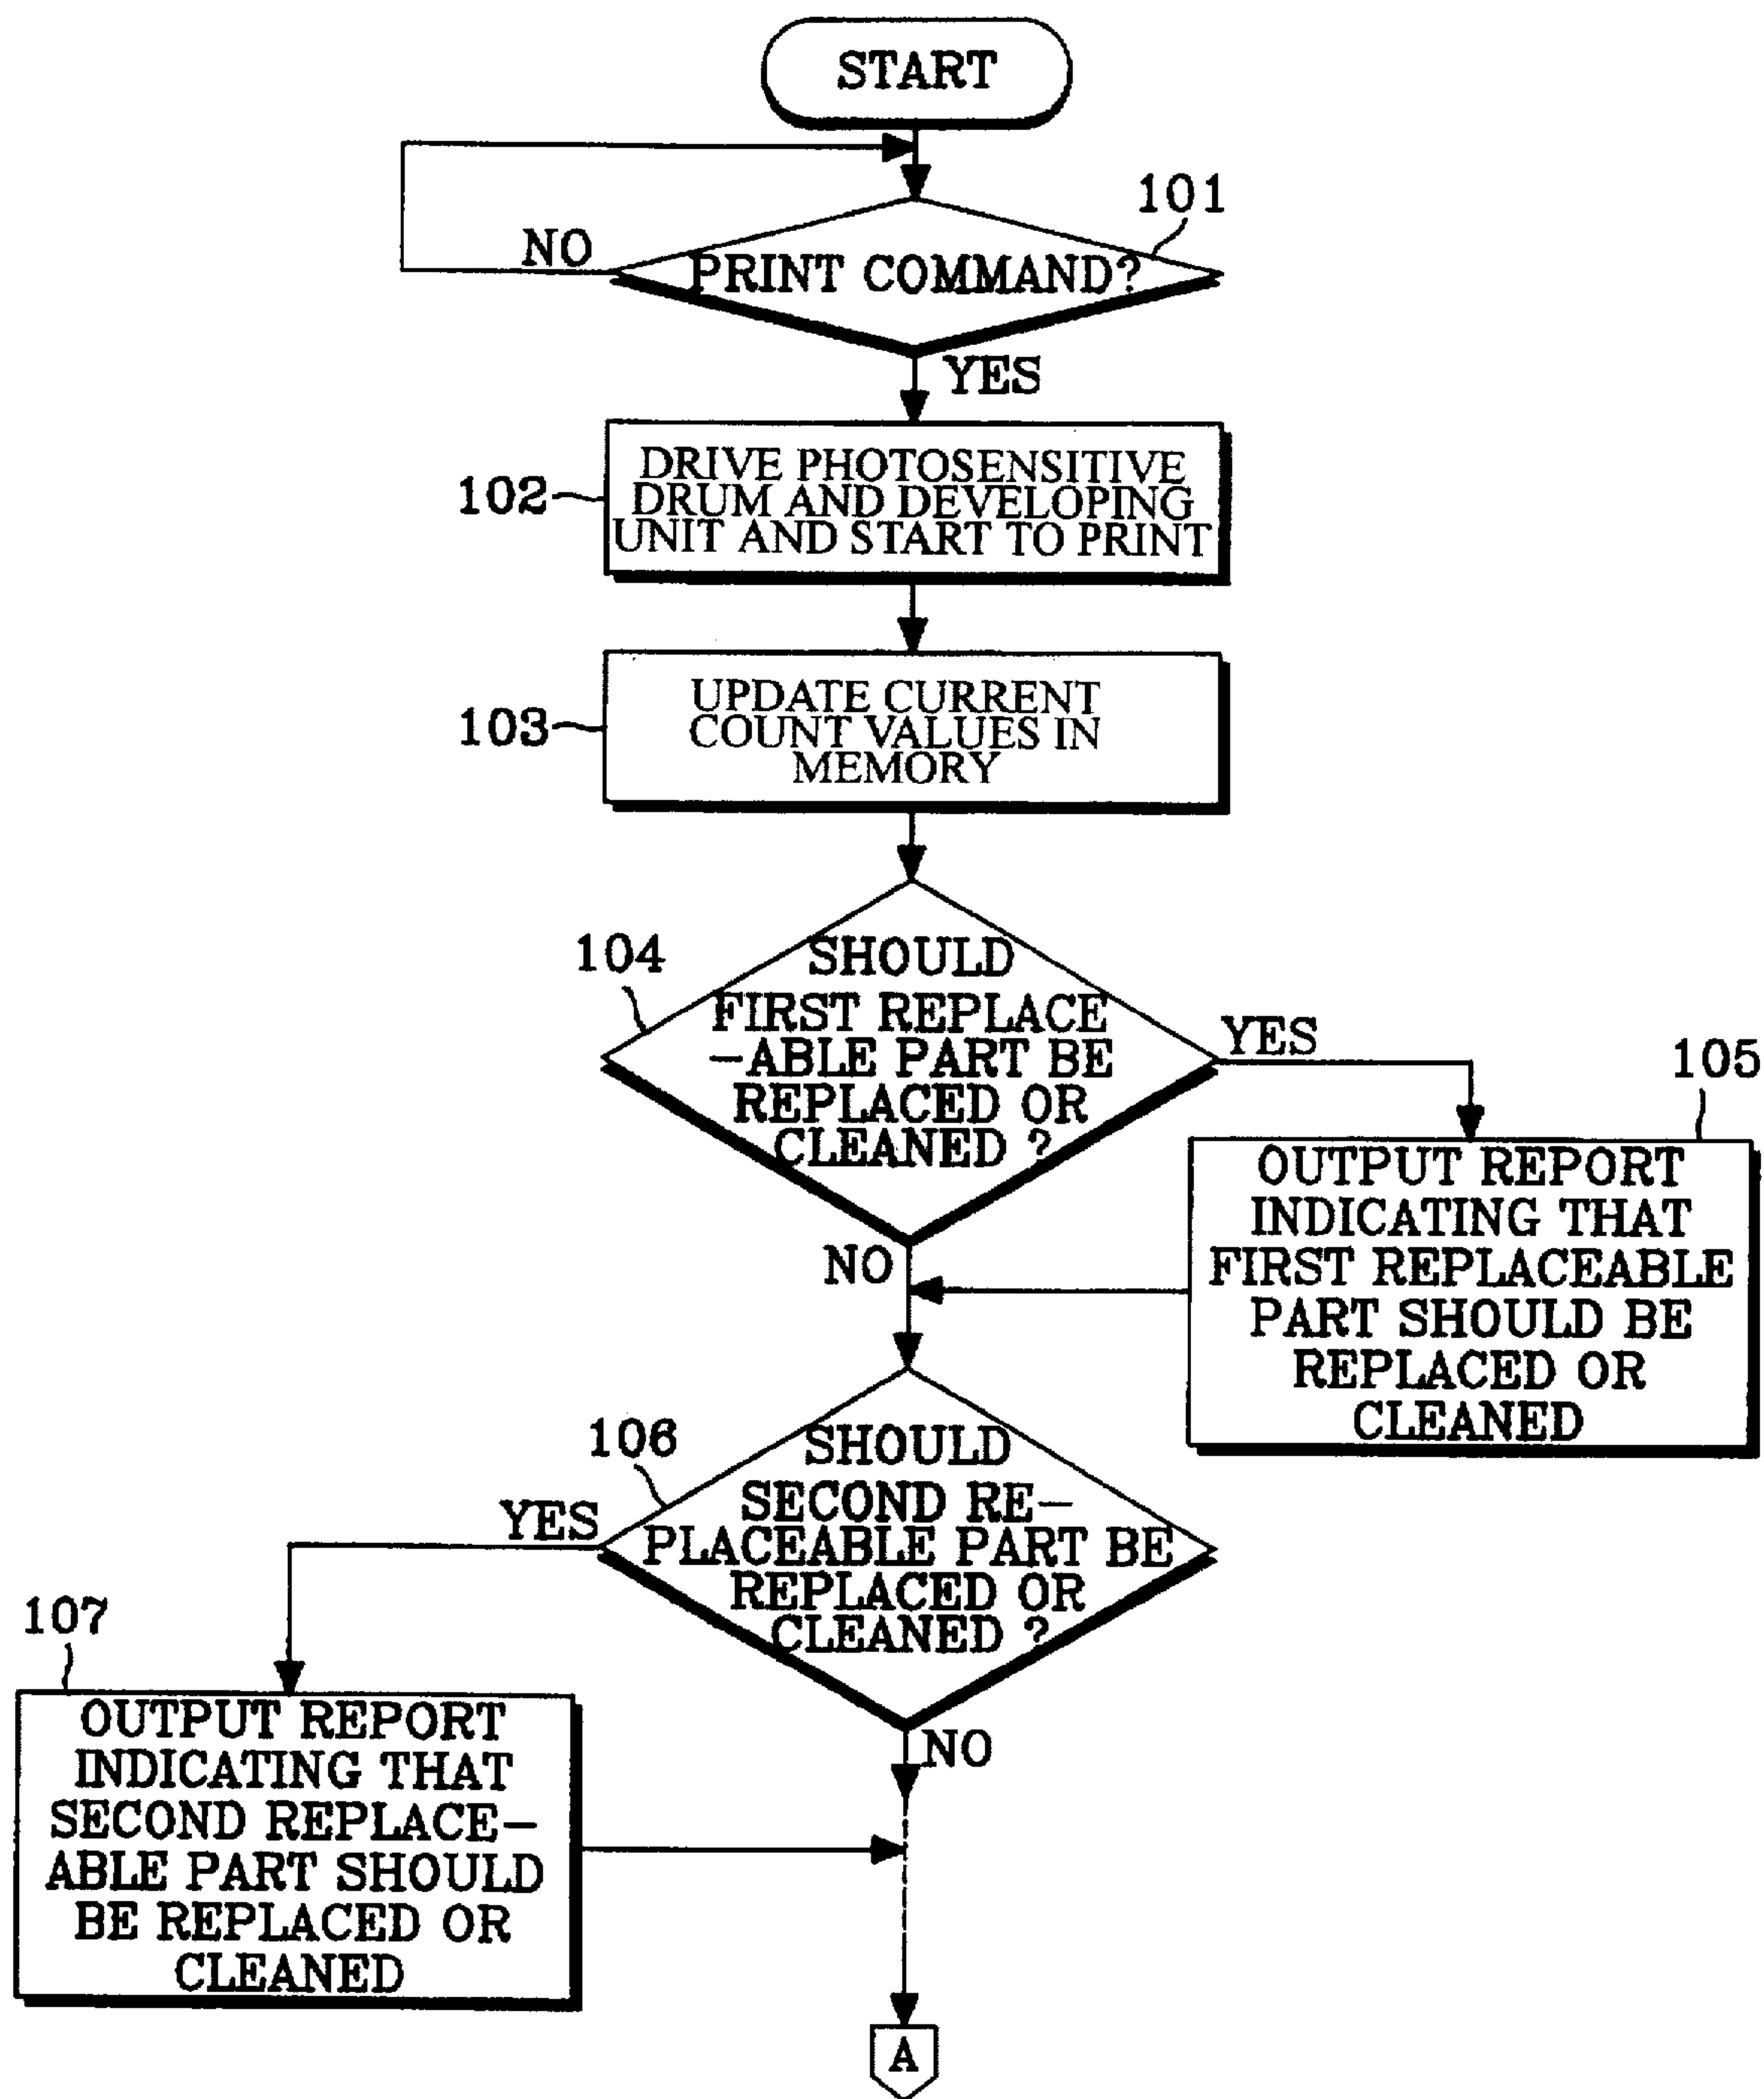 START
101
NO
PRINT COMMAND?
YES
102
DRIVE PHOTOSENSITIVE
DRUM AND DEVELOPING
UNIT AND START TO PRINT
103
UPDATE CURRENT
COUNT VALUES IN
MEMORY
104
SHOULD
FIRST REPLACE
-ABLE PART BE
REPLACED OR
CLEANED ?
YES
NO
105
OUTPUT REPORT
INDICATING THAT
FIRST REPLACEABLE
PART SHOULD BE
REPLACED OR
CLEANED
106
SHOULD
SECOND RE-
PLACEABLE PART BE
REPLACED OR
CLEANED ?
YES
NO
107
OUTPUT REPORT
INDICATING THAT
SECOND REPLACE-
ABLE PART SHOULD
BE REPLACED OR
CLEANED
A